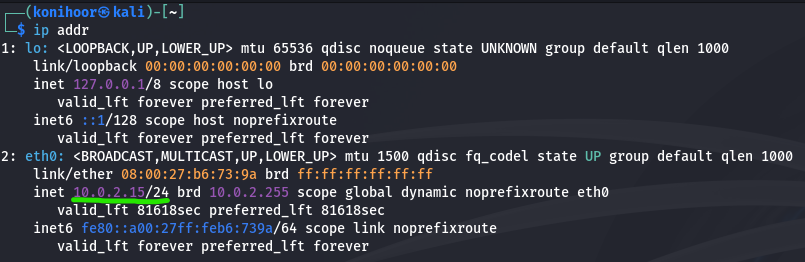 ┌──(konihoor㉿kali)-[~]
└─$ ip addr
1: lo: <LOOPBACK,UP,LOWER_UP> mtu 65536 qdisc noqueue state UNKNOWN group default qlen 1000
    link/loopback 00:00:00:00:00:00 brd 00:00:00:00:00:00
    inet 127.0.0.1/8 scope host lo
       valid_lft forever preferred_lft forever
    inet6 ::1/128 scope host noprefixroute
       valid_lft forever preferred_lft forever
2: eth0: <BROADCAST,MULTICAST,UP,LOWER_UP> mtu 1500 qdisc fq_codel state UP group default qlen 1000
    link/ether 08:00:27:b6:73:9a brd ff:ff:ff:ff:ff:ff
    inet 10.0.2.15/24 brd 10.0.2.255 scope global dynamic noprefixroute eth0
       valid_lft 81618sec preferred_lft 81618sec
    inet6 fe80::a00:27ff:feb6:739a/64 scope link noprefixroute
       valid_lft forever preferred_lft forever